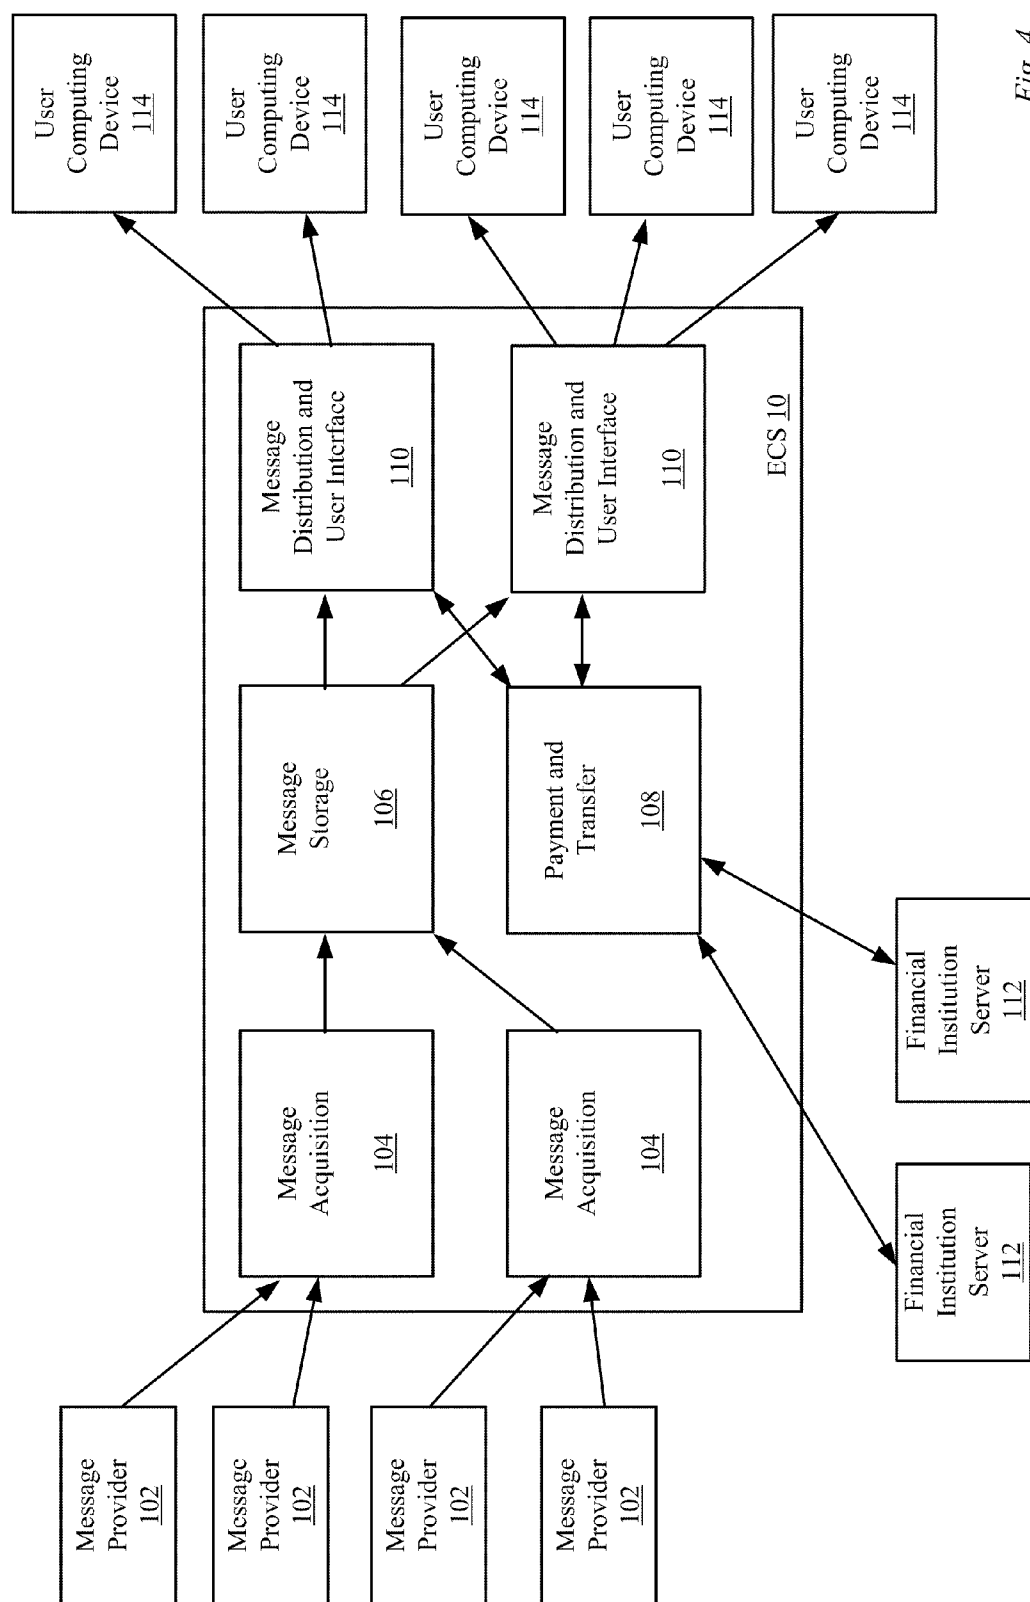 Message
Provider
102
Message
Provider
102
Message
Provider
102
Message
Provider
102
Message
Acquisition
104
Message
Acquisition
104
Message
Storage
106
Payment and
Transfer
108
Message
Distribution and
User Interface
110
Message
Distribution and
User Interface
110
ECS 10
Financial
Institution
Server
112
Financial
Institution
Server
112
User
Computing
Device
114
User
Computing
Device
114
User
Computing
Device
114
User
Computing
Device
114
User
Computing
Device
114
Fig. 4